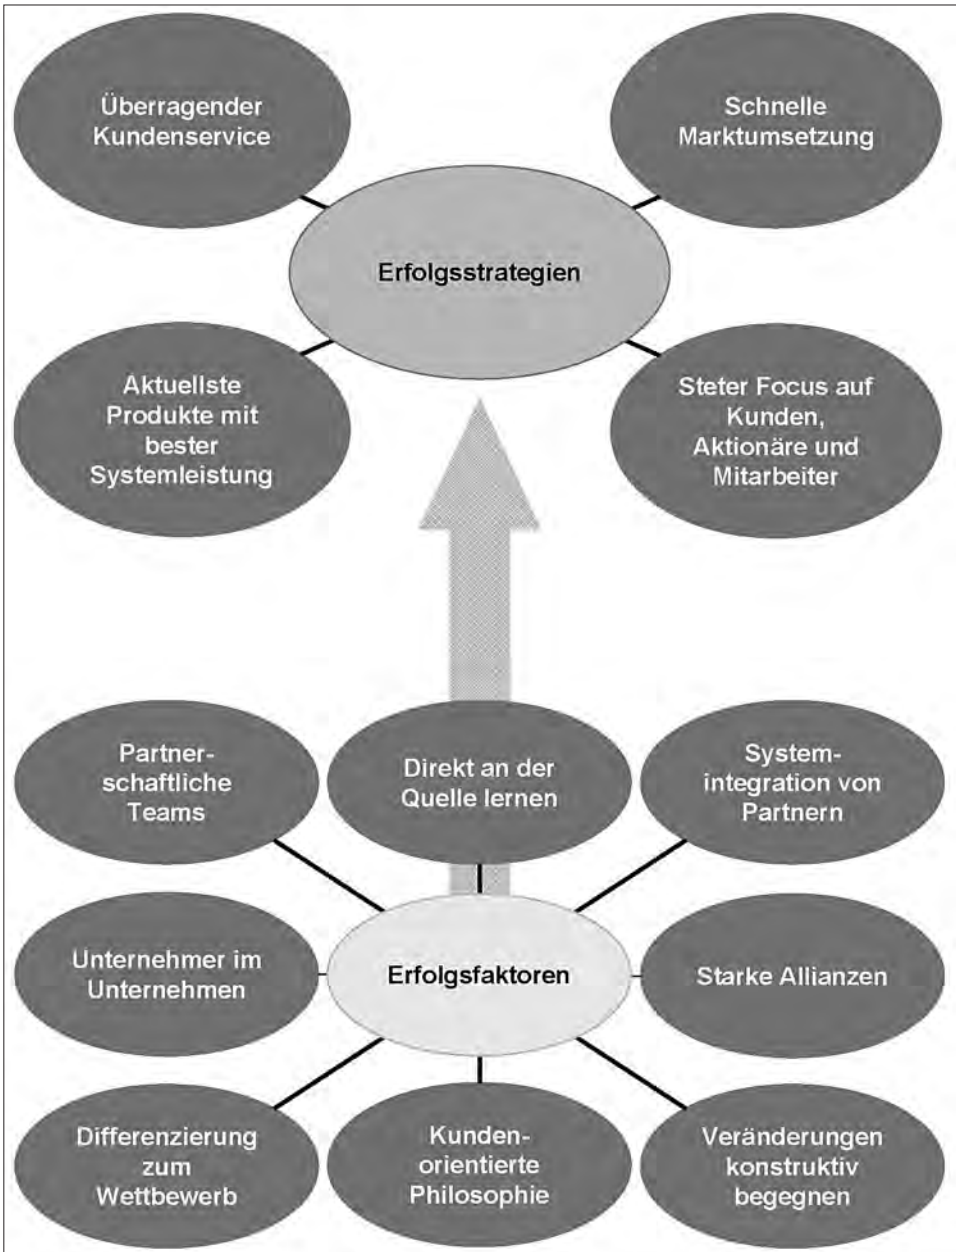 Überragender
Kundenservice
Schnelle
Marktumsetzung
Erfolgsstrategien
Aktuellste
Produkte mit
bester
Systemleistung
Steter Focus auf
Kunden,
Aktionäre und
Mitarbeiter
Partner-
schaftliche
Teams
Direkt an der
Quelle lernen
System-
integration von
Partnern
Unternehmer im
Unternehmen
Erfolgsfaktoren
Starke Allianzen
Differenzierung
zum
Wettbewerb
Kunden-
orientierte
Philosophie
Veränderungen
konstruktiv
begegnen